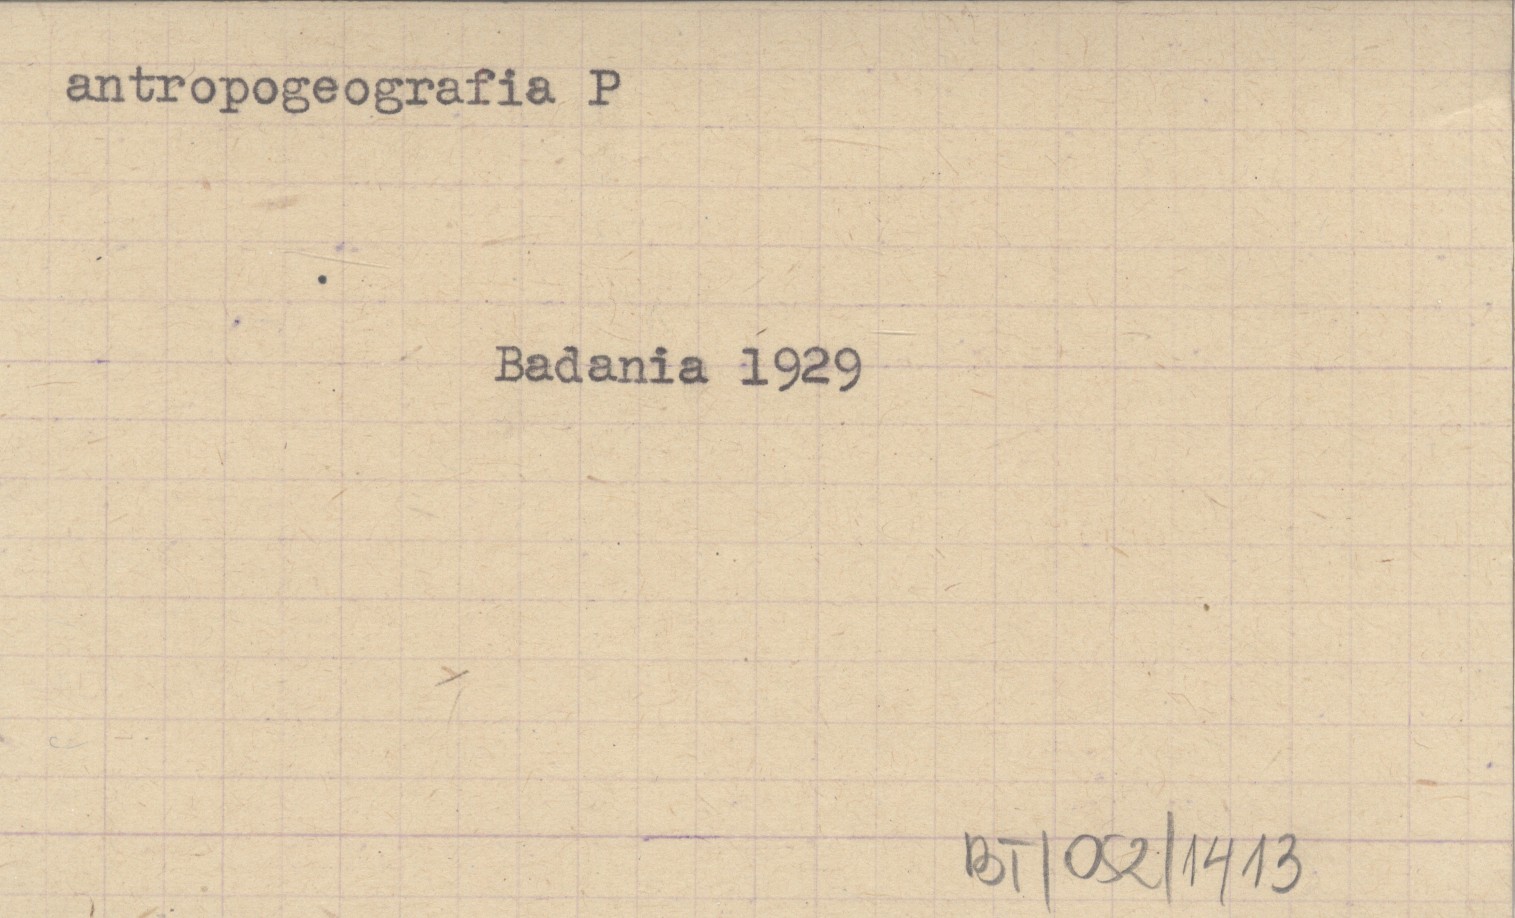 antropogeografia P
Badania 1929
BT/052/1413